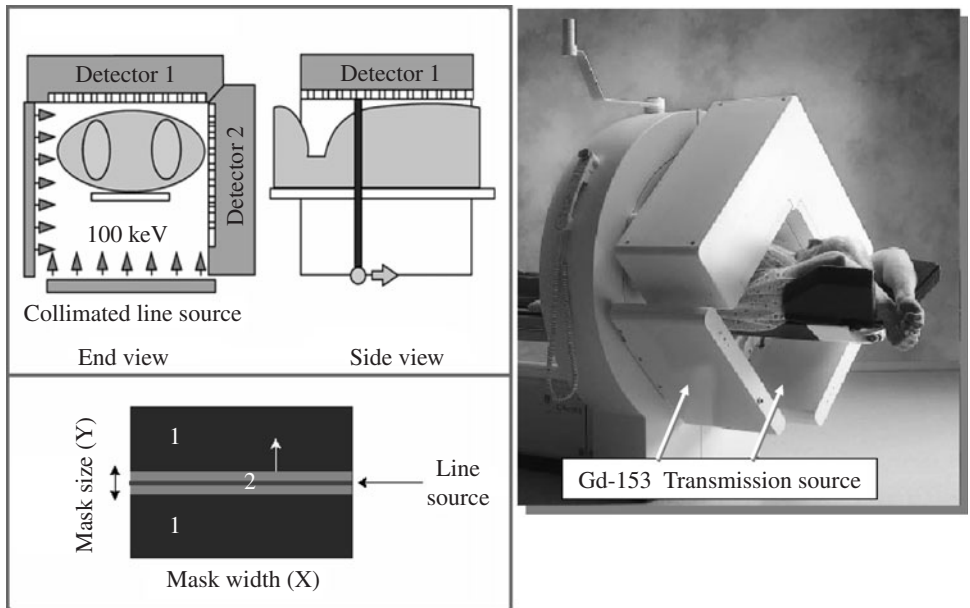 Detector 1
Detector 2
100 keV
Collimated line source
End view
Detector 1
Side view
Mask size (Y)
1
2
1
Line
source
Mask width (X)
Gd-153 Transmission source